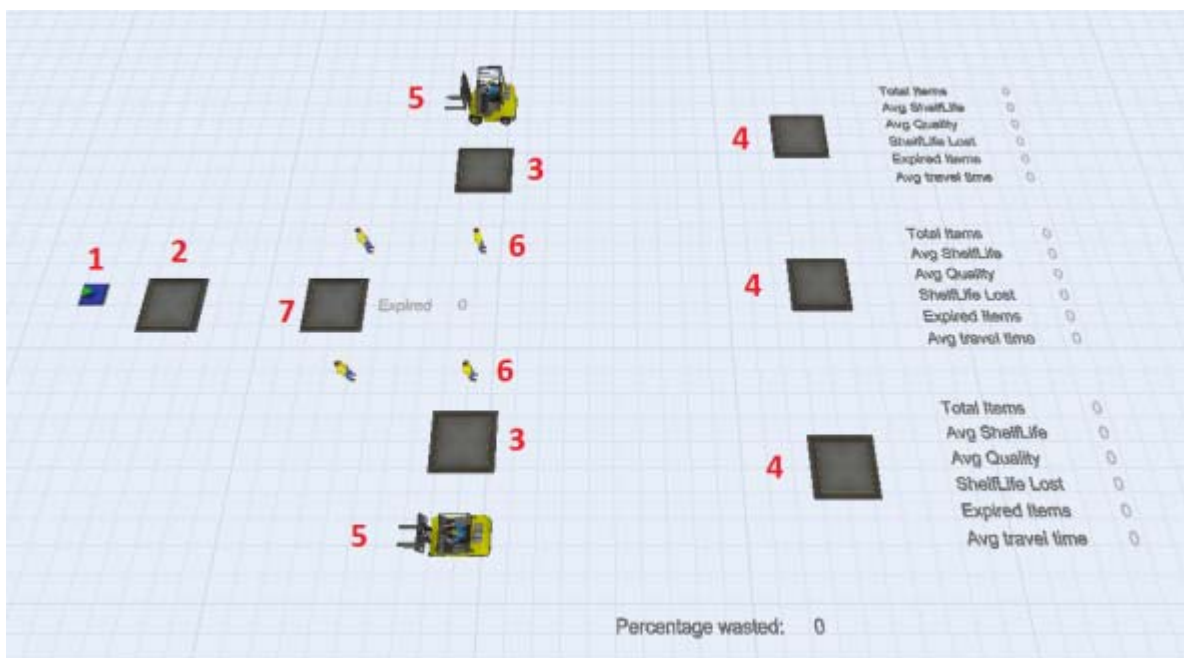 5
Total Items 0
Avg ShelfLife 0
Avg Quality 0
ShelfLife Lost 0
Expired Items 0
Avg travel time 0
4
3
6
Total Items 0
Avg ShelfLife 0
Avg Quality 0
ShelfLife Lost 0
Expired Items 0
Avg travel time 0
1
2
7
Expired 0
4
6
3
Total Items 0
Avg ShelfLife 0
Avg Quality 0
ShelfLife Lost 0
Expired Items 0
Avg travel time 0
4
5
Percentage wasted: 0